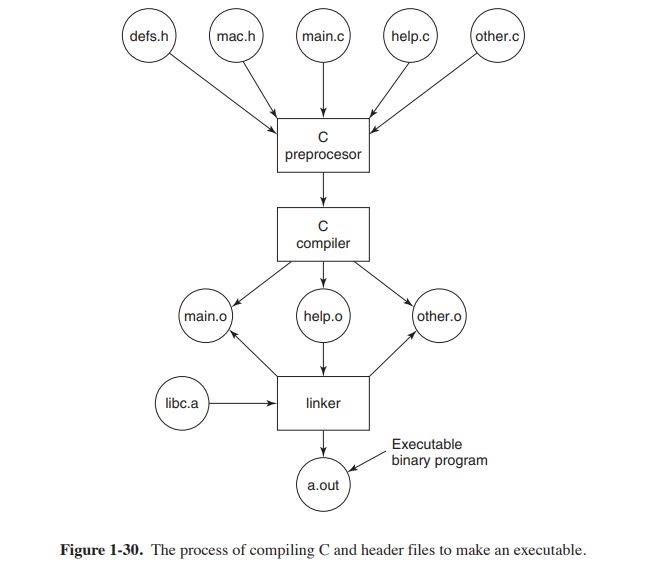 defs.h
mac.h
main.c
help.c
other.c
C
preprocesor
C
compiler
main.o
help.o
other.o
libc.a
linker
Executable
binary program
a.out
Figure 1-30. The process of compiling C and header files to make an executable.